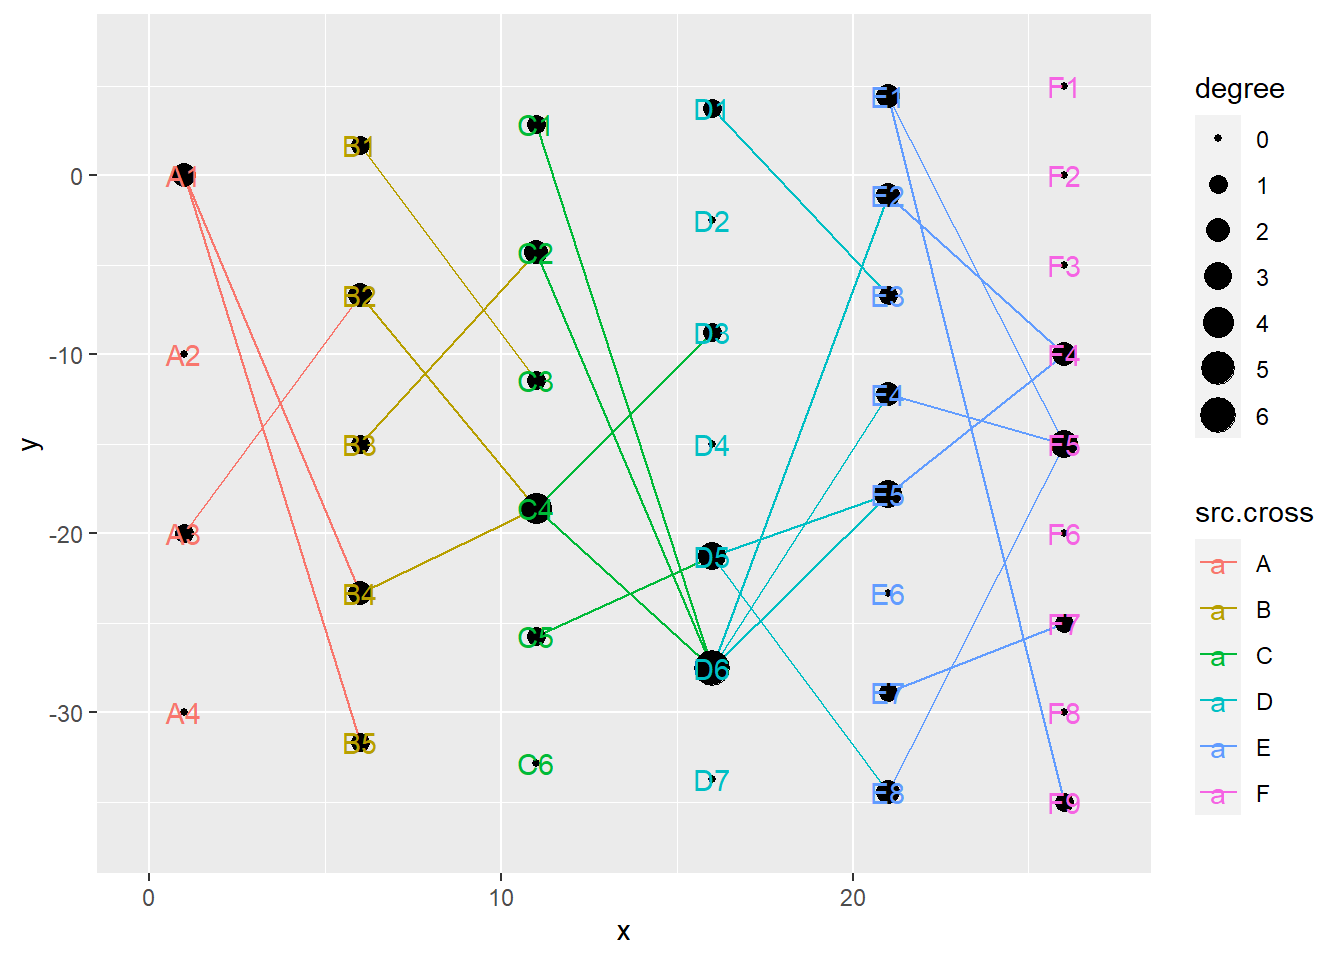 degree
0
1
2
3
4
5
6
src.cross
a A
a B
a C
a D
a E
a F
y
0
-10
-20
-30
0
10
20
x
A1
A2
A3
A4
B1
B2
B3
B4
B5
C1
C2
C3
C4
C5
C6
D1
D2
D3
D4
D5
D6
D7
E1
E2
E3
E4
E5
E6
E7
E8
F1
F2
F3
F4
F5
F6
F7
F8
F9